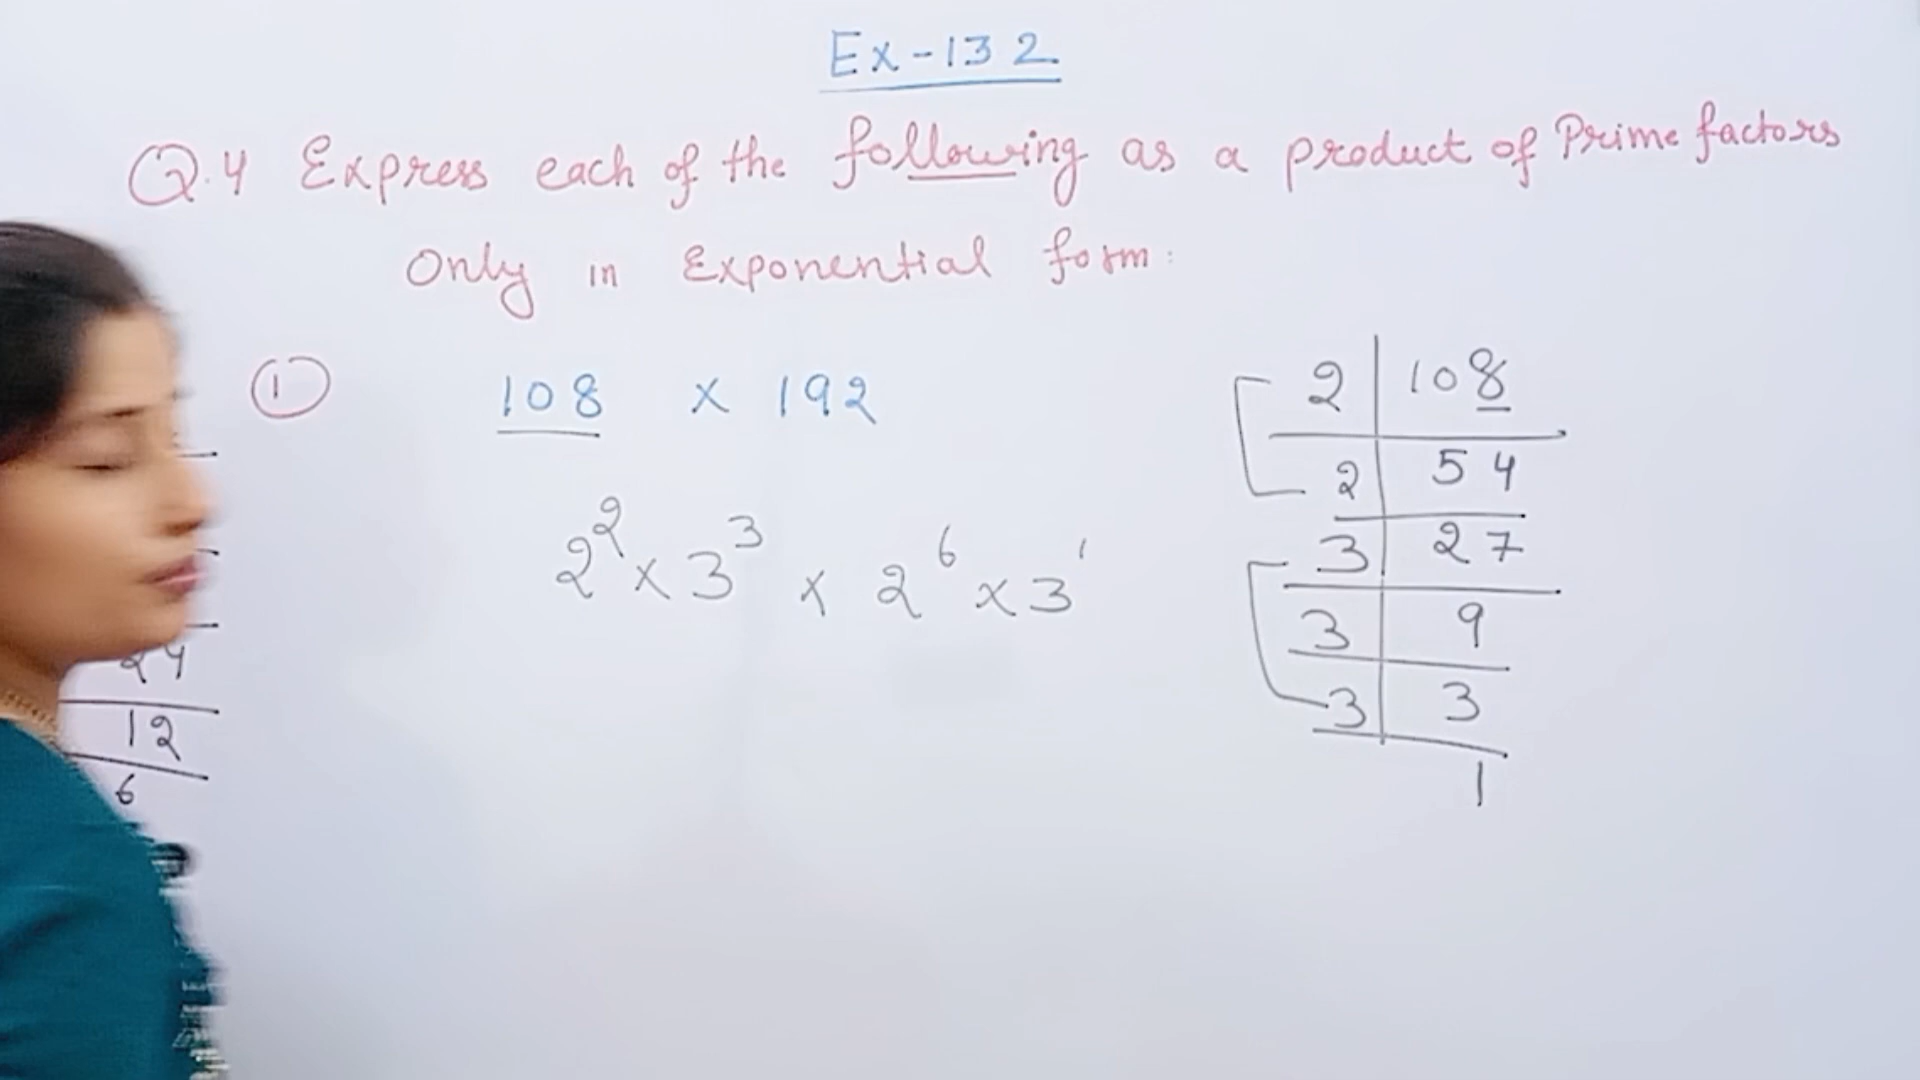 Ex-13 2
Q.4 Express each of the following as a product of Prime factors
Only in Exponential form:
① 108 × 192
2² × 3³ × 2⁶ × 3¹
2 | 108
2 | 54
3 | 27
3 | 9
3 | 3
1
24
12
6